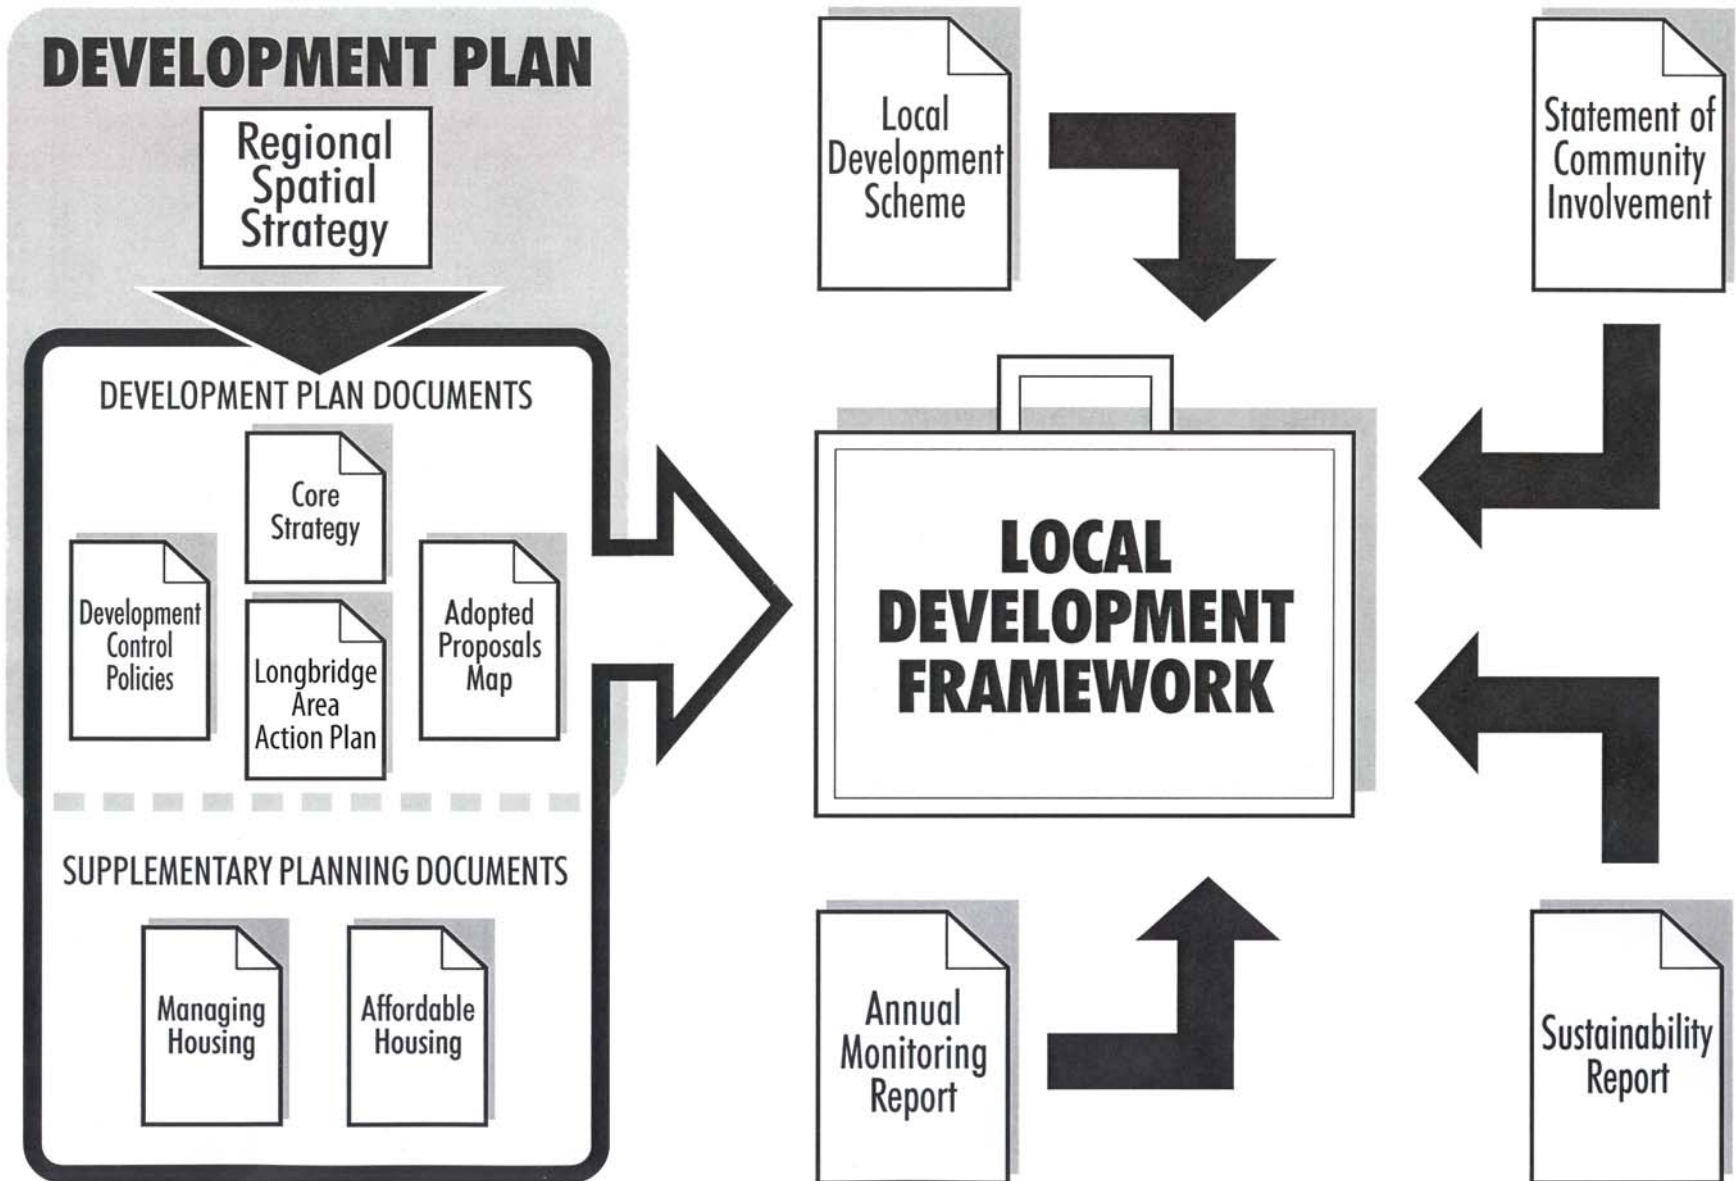 DEVELOPMENT PLAN
Regional
Spatial
Strategy
DEVELOPMENT PLAN DOCUMENTS
Core
Strategy
Development
Control
Policies
Longbridge
Area
Action Plan
Adopted
Proposals
Map
SUPPLEMENTARY PLANNING DOCUMENTS
Managing
Housing
Affordable
Housing
Local
Development
Scheme
Statement of
Community
Involvement
LOCAL
DEVELOPMENT
FRAMEWORK
Annual
Monitoring
Report
Sustainability
Report